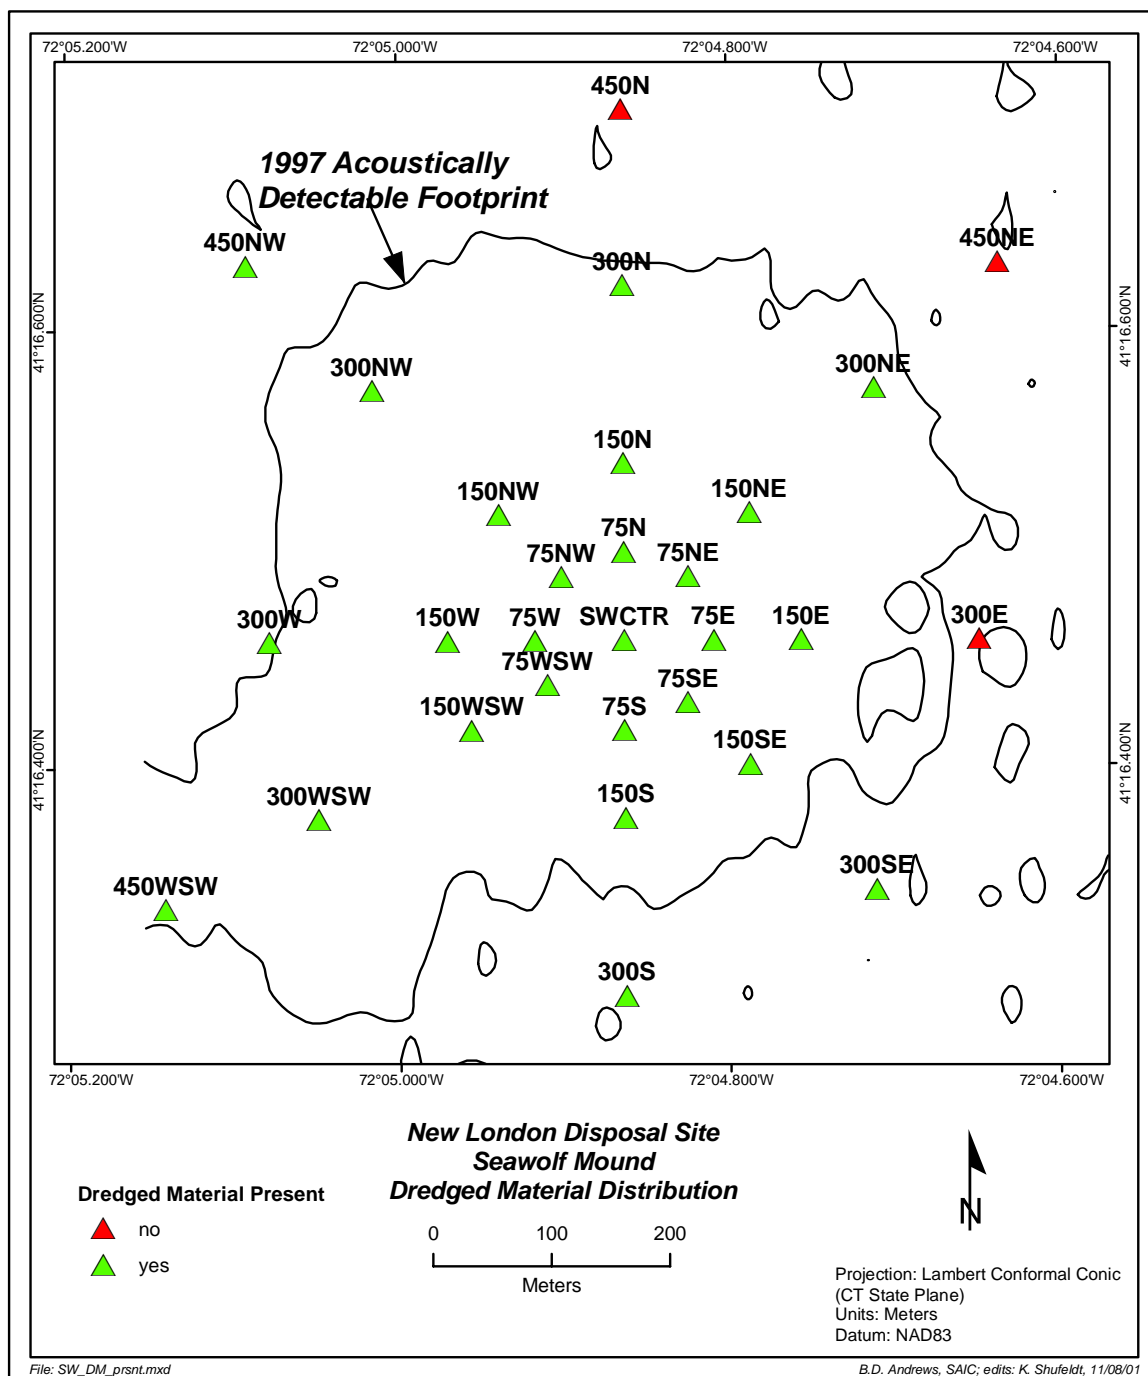 72°05.200'W 72°05.000'W 72°04.800'W 72°04.600'W
450N
1997 Acoustically
Detectable Footprint
450NW
450NE
300N
41°16.600'N
41°16.600'N
300NW
300NE
150N
150NW
150NE
75N
75NW
75NE
300W
150W
75W
SWCTR
75E
150E
300E
75WSW
75SE
150WSW
75S
150SE
41°16.400'N
41°16.400'N
300WSW
150S
300SE
450WSW
300S
72°05.200'W 72°05.000'W 72°04.800'W 72°04.600'W
New London Disposal Site
Seawolf Mound
Dredged Material Distribution
Dredged Material Present
no
yes
0 100 200
Meters
N
Projection: Lambert Conformal Conic
(CT State Plane)
Units: Meters
Datum: NAD83
File: SW_DM_prsnt.mxd
B.D. Andrews, SAIC; edits: K. Shufeldt, 11/08/01